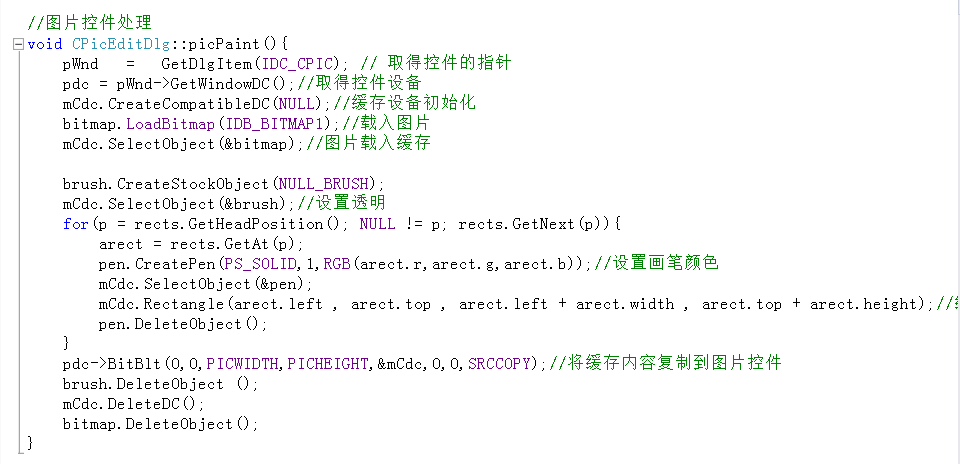 //图片控件处理
void CPicEditDlg::picPaint(){
pWnd = GetDlgItem(IDC_CPIC); // 取得控件的指针
pdc = pWnd->GetWindowDC();//取得控件设备
mCdc.CreateCompatibleDC(NULL);//缓存设备初始化
bitmap.LoadBitmap(IDB_BITMAP1);//载入图片
mCdc.SelectObject(&bitmap);//图片载入缓存
brush.CreateStockObject(NULL_BRUSH);
mCdc.SelectObject(&brush);//设置透明
for(p = rects.GetHeadPosition(); NULL != p; rects.GetNext(p)){
arect = rects.GetAt(p);
pen.CreatePen(PS_SOLID,1,RGB(arect.r,arect.g,arect.b));//设置画笔颜色
mCdc.SelectObject(&pen);
mCdc.Rectangle(arect.left , arect.top , arect.left + arect.width , arect.top + arect.height);//
pen.DeleteObject();
}
pdc->BitBlt(0,0,PICWIDTH,PICHEIGHT,&mCdc,0,0,SRCCOPY);//将缓存内容复制到图片控件
brush.DeleteObject ();
mCdc.DeleteDC();
bitmap.DeleteObject();
}